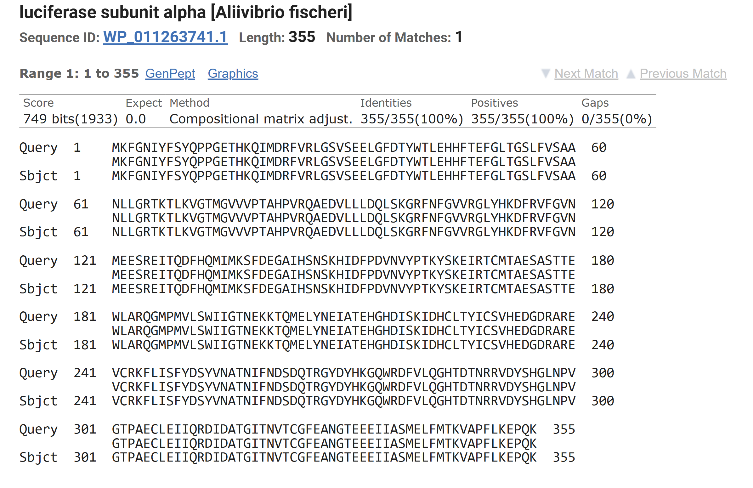 luciferase subunit alpha [Aliivibrio fischeri]
Sequence ID: WP_011263741.1 Length: 355 Number of Matches: 1
Range 1: 1 to 355 GenPept Graphics ▼ Next Match ▲ Previous Match
Score Expect Method Identities Positives Gaps
749 bits(1933) 0.0 Compositional matrix adjust. 355/355(100%) 355/355(100%) 0/355(0%)
Query 1 MKFGNIYFSYQPPGETHKQIMDRFVRLGSVSEELGFDTYWTLEHHFTEFGLTGSLFVSAA 60
MKFGNIYFSYQPPGETHKQIMDRFVRLGSVSEELGFDTYWTLEHHFTEFGLTGSLFVSAA
Sbjct 1 MKFGNIYFSYQPPGETHKQIMDRFVRLGSVSEELGFDTYWTLEHHFTEFGLTGSLFVSAA 60
Query 61 NLLGRTKTLKVGTMGVVVPTAHPVRQAEDVLLLDQLSKGRFNFGVVRGLYHKDFRVFGVN 120
NLLGRTKTLKVGTMGVVVPTAHPVRQAEDVLLLDQLSKGRFNFGVVRGLYHKDFRVFGVN
Sbjct 61 NLLGRTKTLKVGTMGVVVPTAHPVRQAEDVLLLDQLSKGRFNFGVVRGLYHKDFRVFGVN 120
Query 121 MEESREITQDFHQMIMKSFDEGAIHSNSKHIDFPDVNVYPTKYSKEIRTCMTAESASTTE 180
MEESREITQDFHQMIMKSFDEGAIHSNSKHIDFPDVNVYPTKYSKEIRTCMTAESASTTE
Sbjct 121 MEESREITQDFHQMIMKSFDEGAIHSNSKHIDFPDVNVYPTKYSKEIRTCMTAESASTTE 180
Query 181 WLARQGMPMVLSWIIGTNEKKTQMELYNEIATEHGHDISKIDHCLTYICSVHEDGDRARE 240
WLARQGMPMVLSWIIGTNEKKTQMELYNEIATEHGHDISKIDHCLTYICSVHEDGDRARE
Sbjct 181 WLARQGMPMVLSWIIGTNEKKTQMELYNEIATEHGHDISKIDHCLTYICSVHEDGDRARE 240
Query 241 VCRKFLISFYDSYVNATNIFNDSDQTRGYDYHKGQWRDFVLQGHTDTNRRVDYSHGLNPV 300
VCRKFLISFYDSYVNATNIFNDSDQTRGYDYHKGQWRDFVLQGHTDTNRRVDYSHGLNPV
Sbjct 241 VCRKFLISFYDSYVNATNIFNDSDQTRGYDYHKGQWRDFVLQGHTDTNRRVDYSHGLNPV 300
Query 301 GTPAECLEIIQRDIDATGITNVTCGFEANGTEEEIIASMELFMTKVAPFLKEPQK 355
GTPAECLEIIQRDIDATGITNVTCGFEANGTEEEIIASMELFMTKVAPFLKEPQK
Sbjct 301 GTPAECLEIIQRDIDATGITNVTCGFEANGTEEEIIASMELFMTKVAPFLKEPQK 355